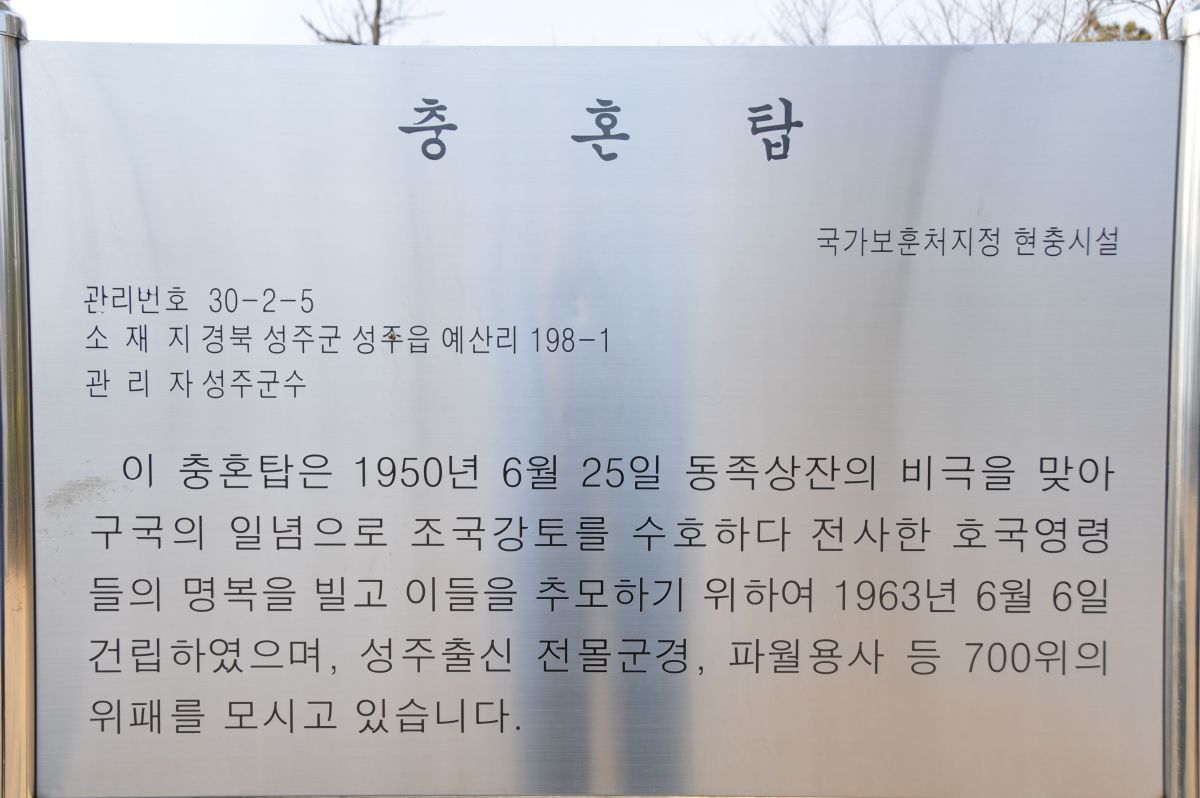 충 혼 탑
국가보훈처지정 현충시설
관리번호 30-2-5
소 재 지 경북 성주군 성주읍 예산리 198-1
관 리 자 성주군수
이 충혼탑은 1950년 6월 25일 동족상잔의 비극을 맞아
구국의 일념으로 조국강토를 수호하다 전사한 호국영령
들의 명복을 빌고 이들을 추모하기 위하여 1963년 6월 6일
건립하였으며, 성주출신 전몰군경, 파월용사 등 700위의
위패를 모시고 있습니다.